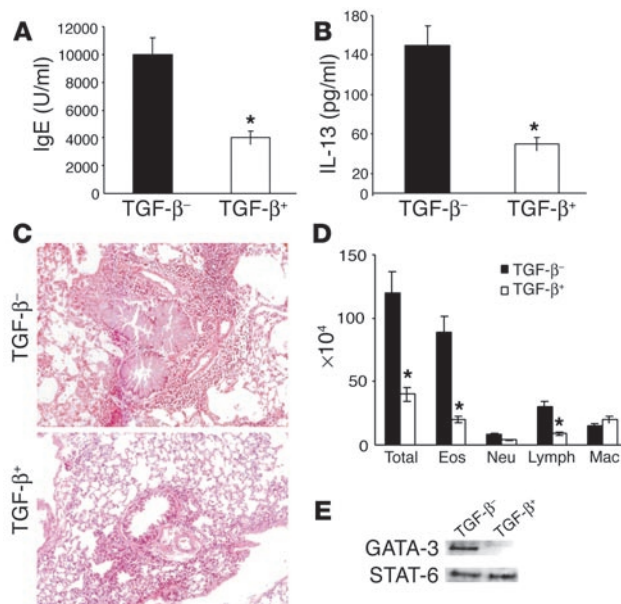 A
IgE (U/ml)
12000
10000
8000
6000
4000
2000
0
*
TGF-β⁻ TGF-β⁺
B
IL-13 (pg/ml)
180
140
100
60
20
0
*
TGF-β⁻ TGF-β⁺
C
TGF-β⁻
TGF-β⁺
D
×10⁴
150
100
50
0
TGF-β⁻
TGF-β⁺
* * *
Total Eos Neu Lymph Mac
E
TGF-β⁻ TGF-β⁺
GATA-3
STAT-6